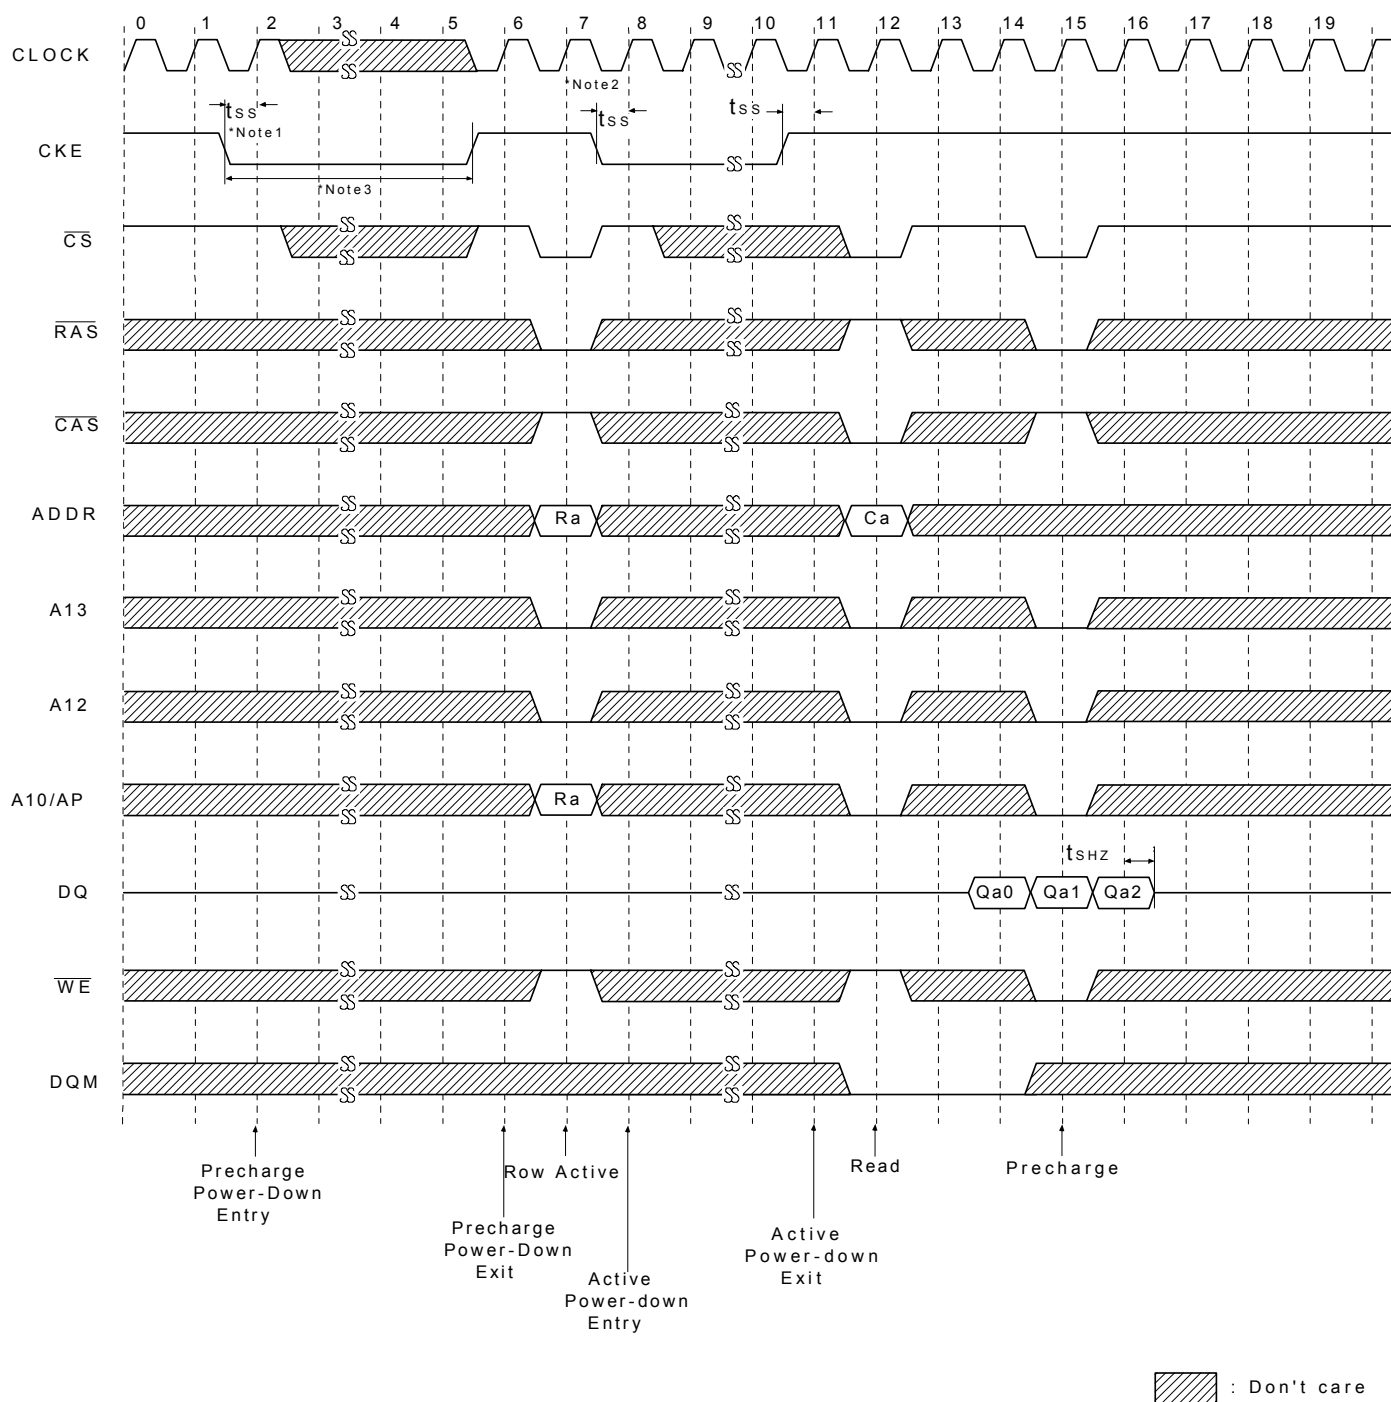 0 1 2 3 4 5 6 7 8 9 10 11 12 13 14 15 16 17 18 19
CLOCK
*Note2
tSS
*Note1
tSS
tSS
CKE
*Note3
CS
RAS
CAS
ADDR
Ra
Ca
A13
A12
A10/AP
Ra
tSHZ
DQ
Qa0 Qa1 Qa2
WE
DQM
Precharge
Power-Down
Entry
Row Active
Read
Precharge
Precharge
Power-Down
Exit
Active
Power-down
Exit
Active
Power-down
Entry
: Don't care